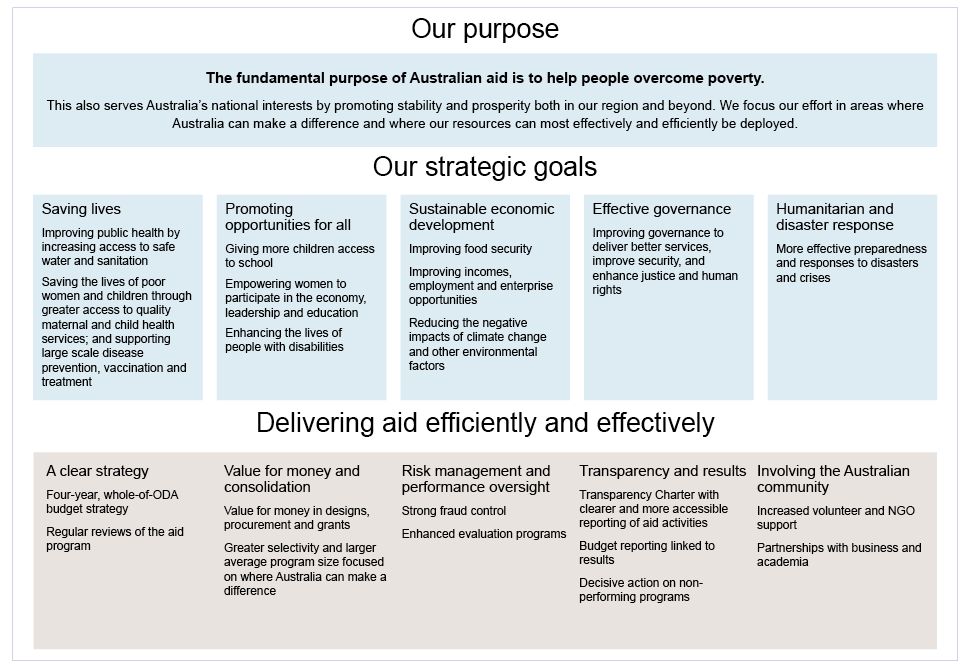 Our purpose
The fundamental purpose of Australian aid is to help people overcome poverty.
This also serves Australia's national interests by promoting stability and prosperity both in our region and beyond. We focus our effort in areas where
Australia can make a difference and where our resources can most effectively and efficiently be deployed.
Our strategic goals
Saving lives
Improving public health by
increasing access to safe
water and sanitation
Saving the lives of poor
women and children through
greater access to quality
maternal and child health
services; and supporting
large scale disease
prevention, vaccination and
treatment
Promoting
opportunities for all
Giving more children access
to school
Empowering women to
participate in the economy,
leadership and education
Enhancing the lives of
people with disabilities
Sustainable economic
development
Improving food security
Improving incomes,
employment and enterprise
opportunities
Reducing the negative
impacts of climate change
and other environmental
factors
Effective governance
Improving governance to
deliver better services,
improve security, and
enhance justice and human
rights
Humanitarian and
disaster response
More effective preparedness
and responses to disasters
and crises
Delivering aid efficiently and effectively
A clear strategy
Four-year, whole-of-ODA
budget strategy
Regular reviews of the aid
program
Value for money and
consolidation
Value for money in designs,
procurement and grants
Greater selectivity and larger
average program size focused
on where Australia can make a
difference
Risk management and
performance oversight
Strong fraud control
Enhanced evaluation programs
Transparency and results
Transparency Charter with
clearer and more accessible
reporting of aid activities
Budget reporting linked to
results
Decisive action on non-
performing programs
Involving the Australian
community
Increased volunteer and NGO
support
Partnerships with business and
academia